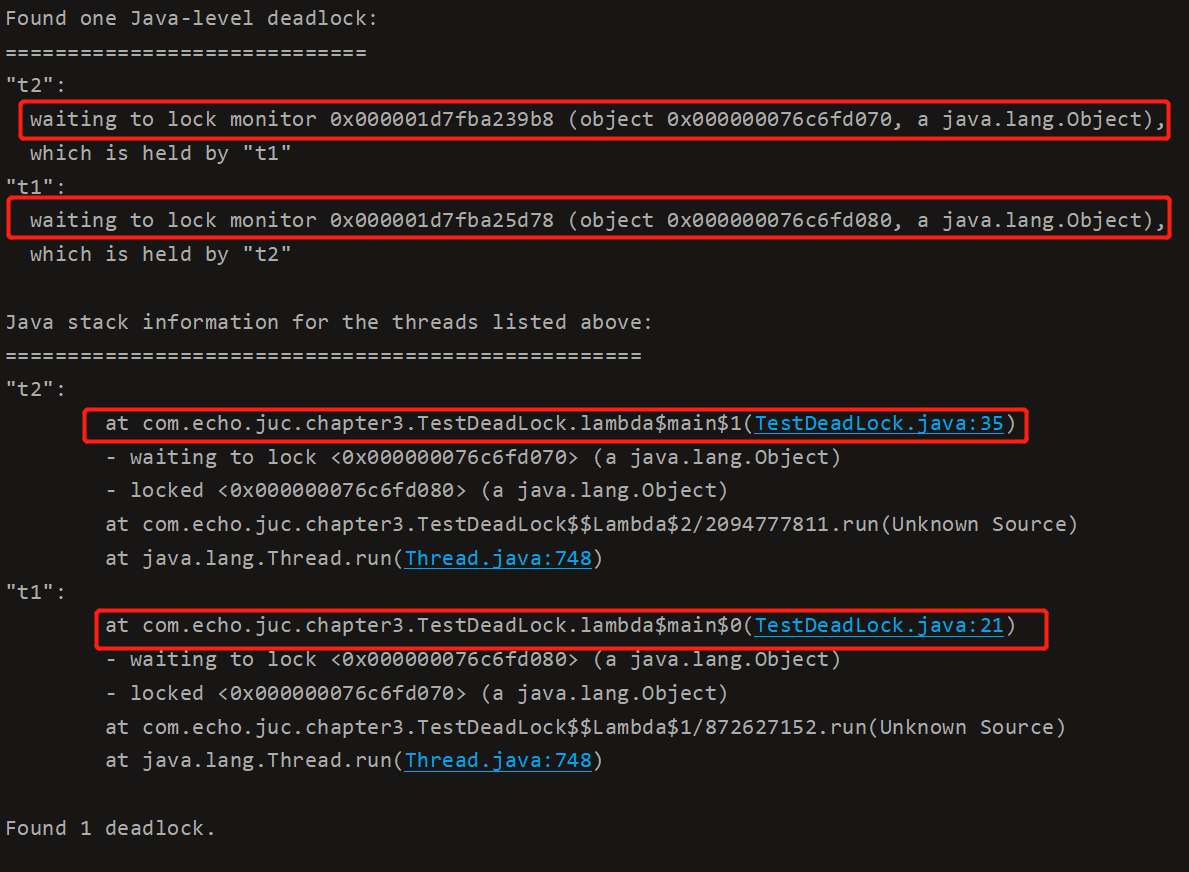 Found one Java-level deadlock:
=============================
"t2":
  waiting to lock monitor 0x000001d7fba239b8 (object 0x000000076c6fd070, a java.lang.Object),
  which is held by "t1"
"t1":
  waiting to lock monitor 0x000001d7fba25d78 (object 0x000000076c6fd080, a java.lang.Object),
  which is held by "t2"
Java stack information for the threads listed above:
===================================================
"t2":
        at com.echo.juc.chapter3.TestDeadLock.lambda$main$1(TestDeadLock.java:35)
        - waiting to lock <0x000000076c6fd070> (a java.lang.Object)
        - locked <0x000000076c6fd080> (a java.lang.Object)
        at com.echo.juc.chapter3.TestDeadLock$$Lambda$2/2094777811.run(Unknown Source)
        at java.lang.Thread.run(Thread.java:748)
"t1":
        at com.echo.juc.chapter3.TestDeadLock.lambda$main$0(TestDeadLock.java:21)
        - waiting to lock <0x000000076c6fd080> (a java.lang.Object)
        - locked <0x000000076c6fd070> (a java.lang.Object)
        at com.echo.juc.chapter3.TestDeadLock$$Lambda$1/872627152.run(Unknown Source)
        at java.lang.Thread.run(Thread.java:748)
Found 1 deadlock.